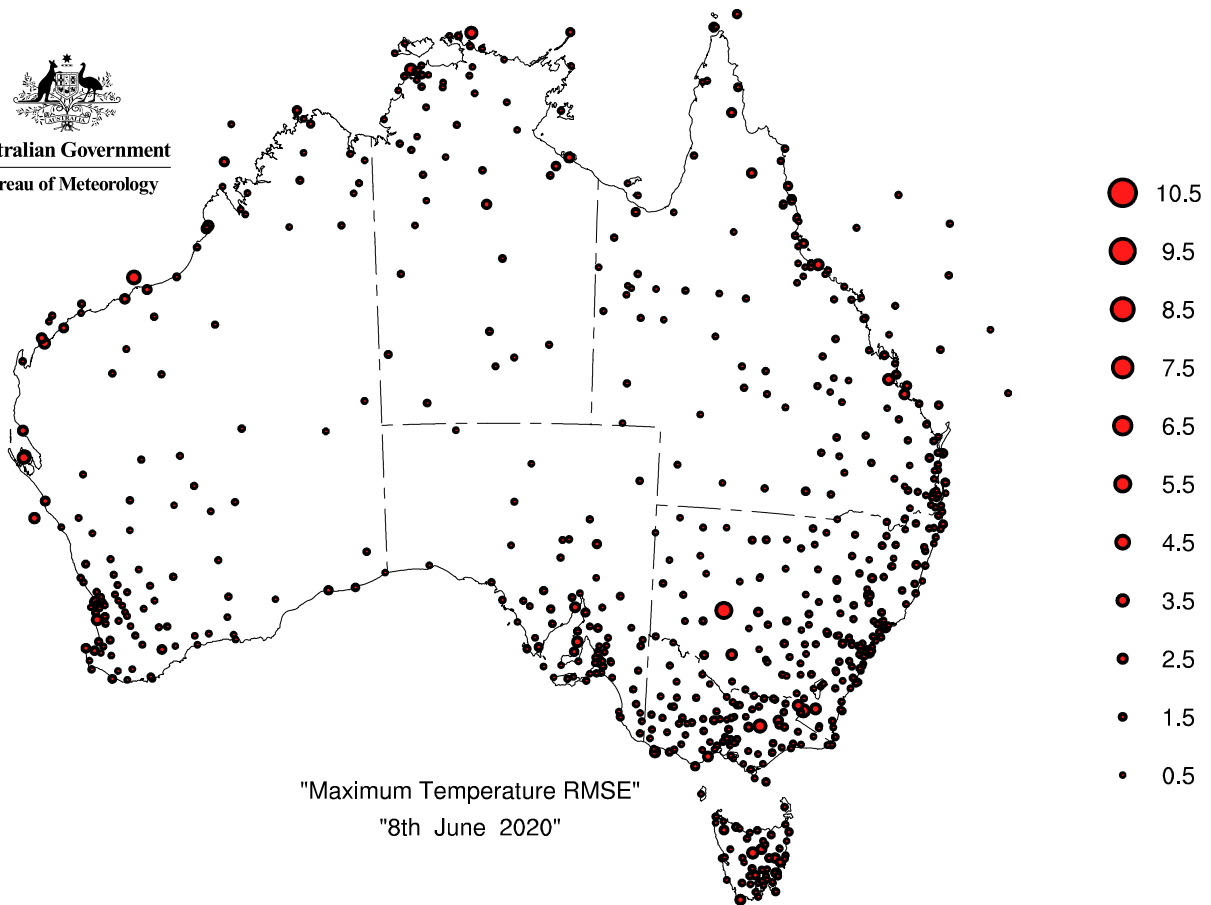 AUSTRALIA
tralian Government
reau of Meteorology
10.5
9.5
8.5
7.5
6.5
5.5
4.5
3.5
2.5
1.5
0.5
"Maximum Temperature RMSE"
"8th June 2020"